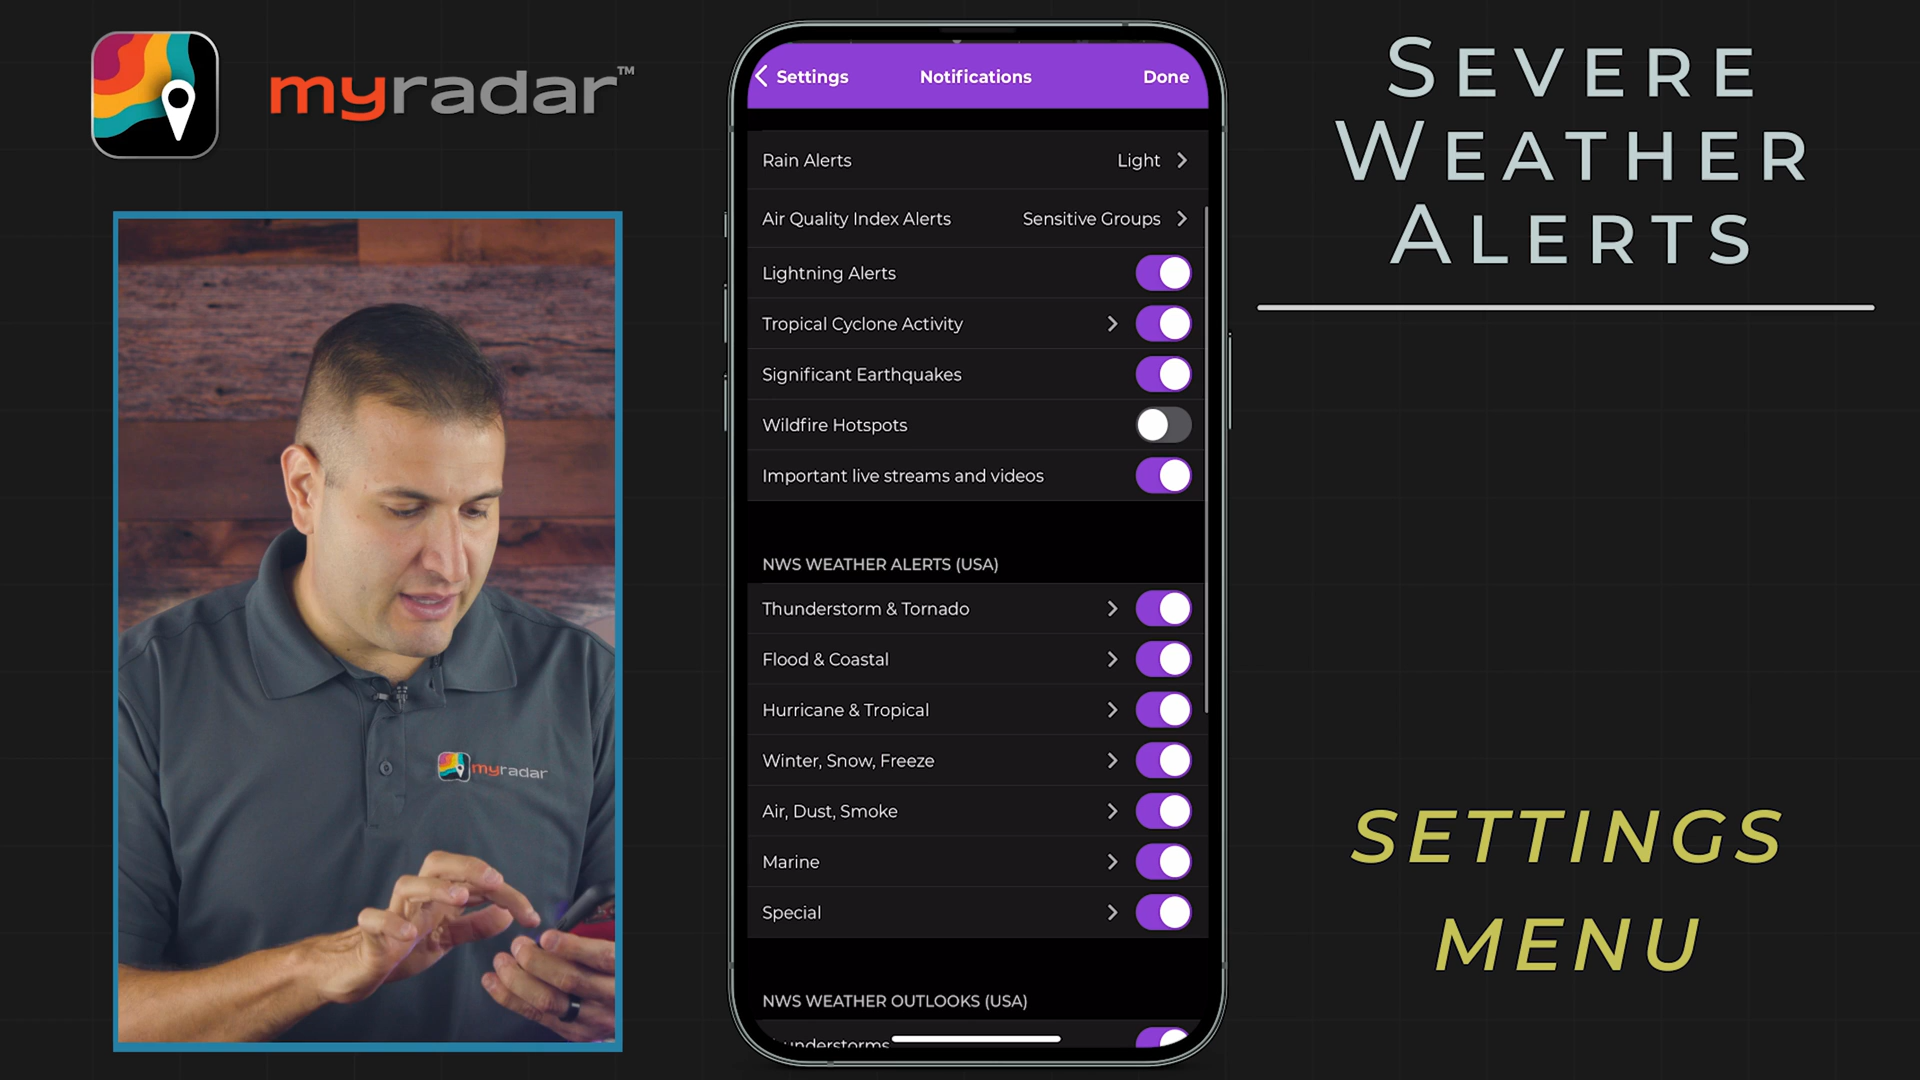 myradar™
Settings
Notifications
Done
Rain Alerts
Light
Air Quality Index Alerts
Sensitive Groups
Lightning Alerts
Tropical Cyclone Activity
Significant Earthquakes
Wildfire Hotspots
Important live streams and videos
NWS WEATHER ALERTS (USA)
Thunderstorm & Tornado
Flood & Coastal
Hurricane & Tropical
Winter, Snow, Freeze
Air, Dust, Smoke
Marine
Special
NWS WEATHER OUTLOOKS (USA)
SEVERE
WEATHER
ALERTS
SETTINGS
MENU
myradar